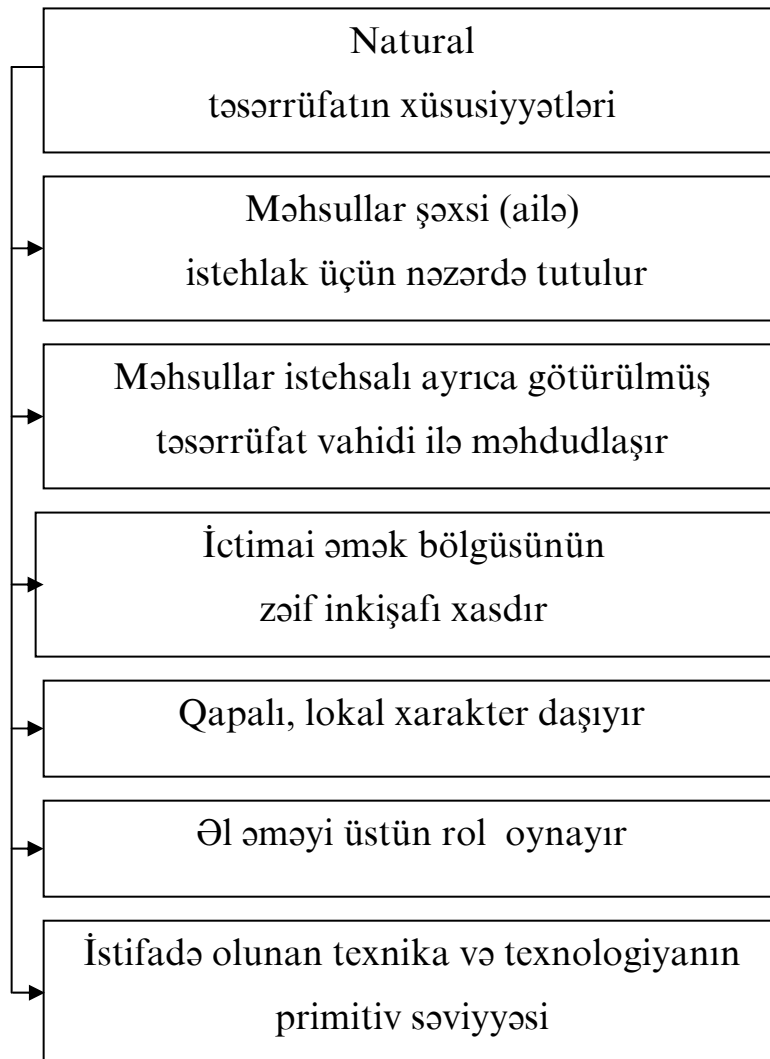 Natural
təsərrüfatın xüsusiyyətləri
Məhsullar şəxsi (ailə)
istehlak üçün nəzərdə tutulur
Məhsullar istehsalı ayrıca götürülmüş
təsərrüfat vahidi ilə məhdudlaşır
İctimai əmək bölgüsünün
zəif inkişafı xasdır
Qapalı, lokal xarakter daşıyır
Əl əməyi üstün rol oynayır
İstifadə olunan texnika və texnologiyanın
primitiv səviyyəsi